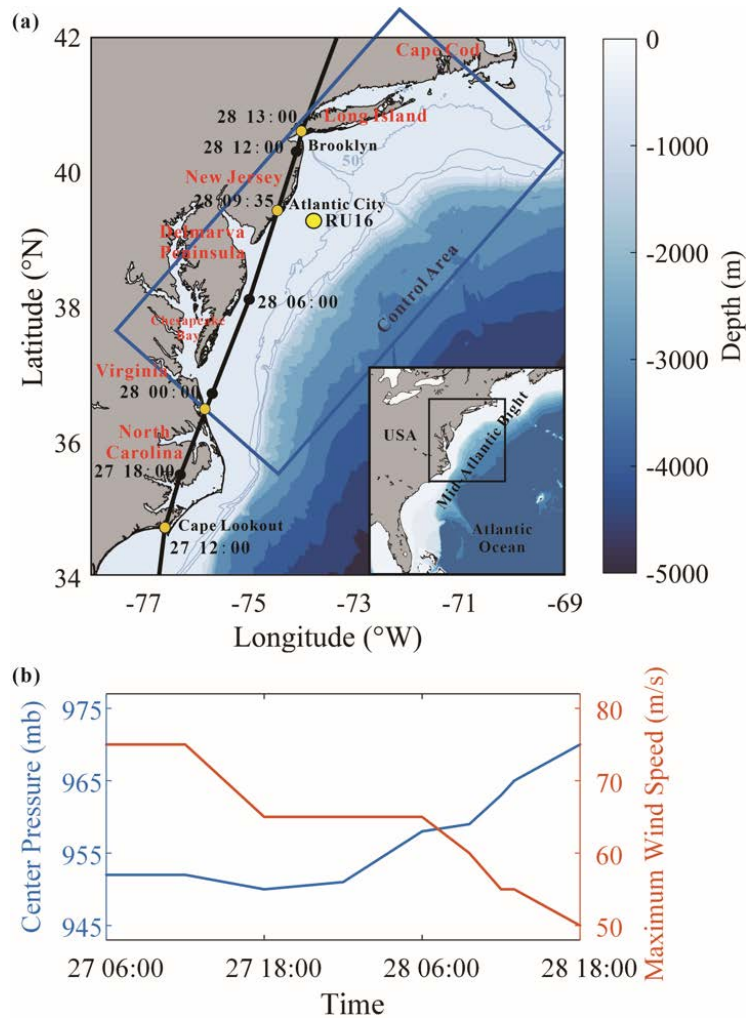 (a)
42
40
38
36
34
Latitude (°N)
-77
-75
-73
-71
-69
Longitude (°W)
Cape Cod
28 13:00
Long Island
28 12:00
Brooklyn
50
New Jersey
28 09:35
Atlantic City
RU16
Delmarva
Peninsula
28 06:00
Control Area
Chesapeake
Bay
Virginia
28 00:00
North
Carolina
27 18:00
Cape Lookout
27 12:00
USA
Mid-Atlantic Bight
Atlantic
Ocean
0
-1000
-2000
-3000
-4000
-5000
Depth (m)
(b)
975
965
955
945
Center Pressure (mb)
80
70
60
50
Maximum Wind Speed (m/s)
27 06:00
27 18:00
28 06:00
28 18:00
Time